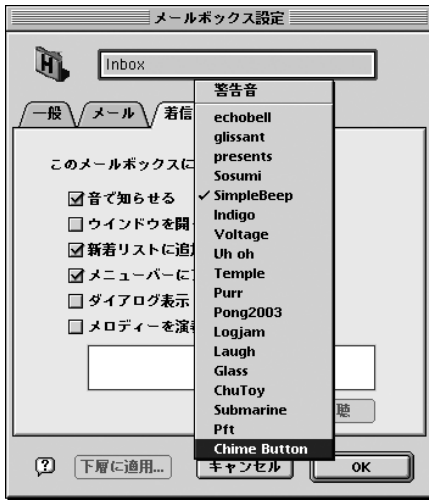 メールボックス設定
Inbox
一般
メール
着信
このメールボックスに
音で知らせる
ウインドウを開
新着リストに追加
メニューバーに
ダイアログ表示
メロディーを演奏
警告音
echobell
glissant
presents
Sosumi
✓SimpleBeep
Indigo
Voltage
Uh oh
Temple
Purr
Pong2003
Logjam
Laugh
Glass
ChuToy
Submarine
Pft
Chime Button
聴
?
下層に適用...
キャンセル
OK